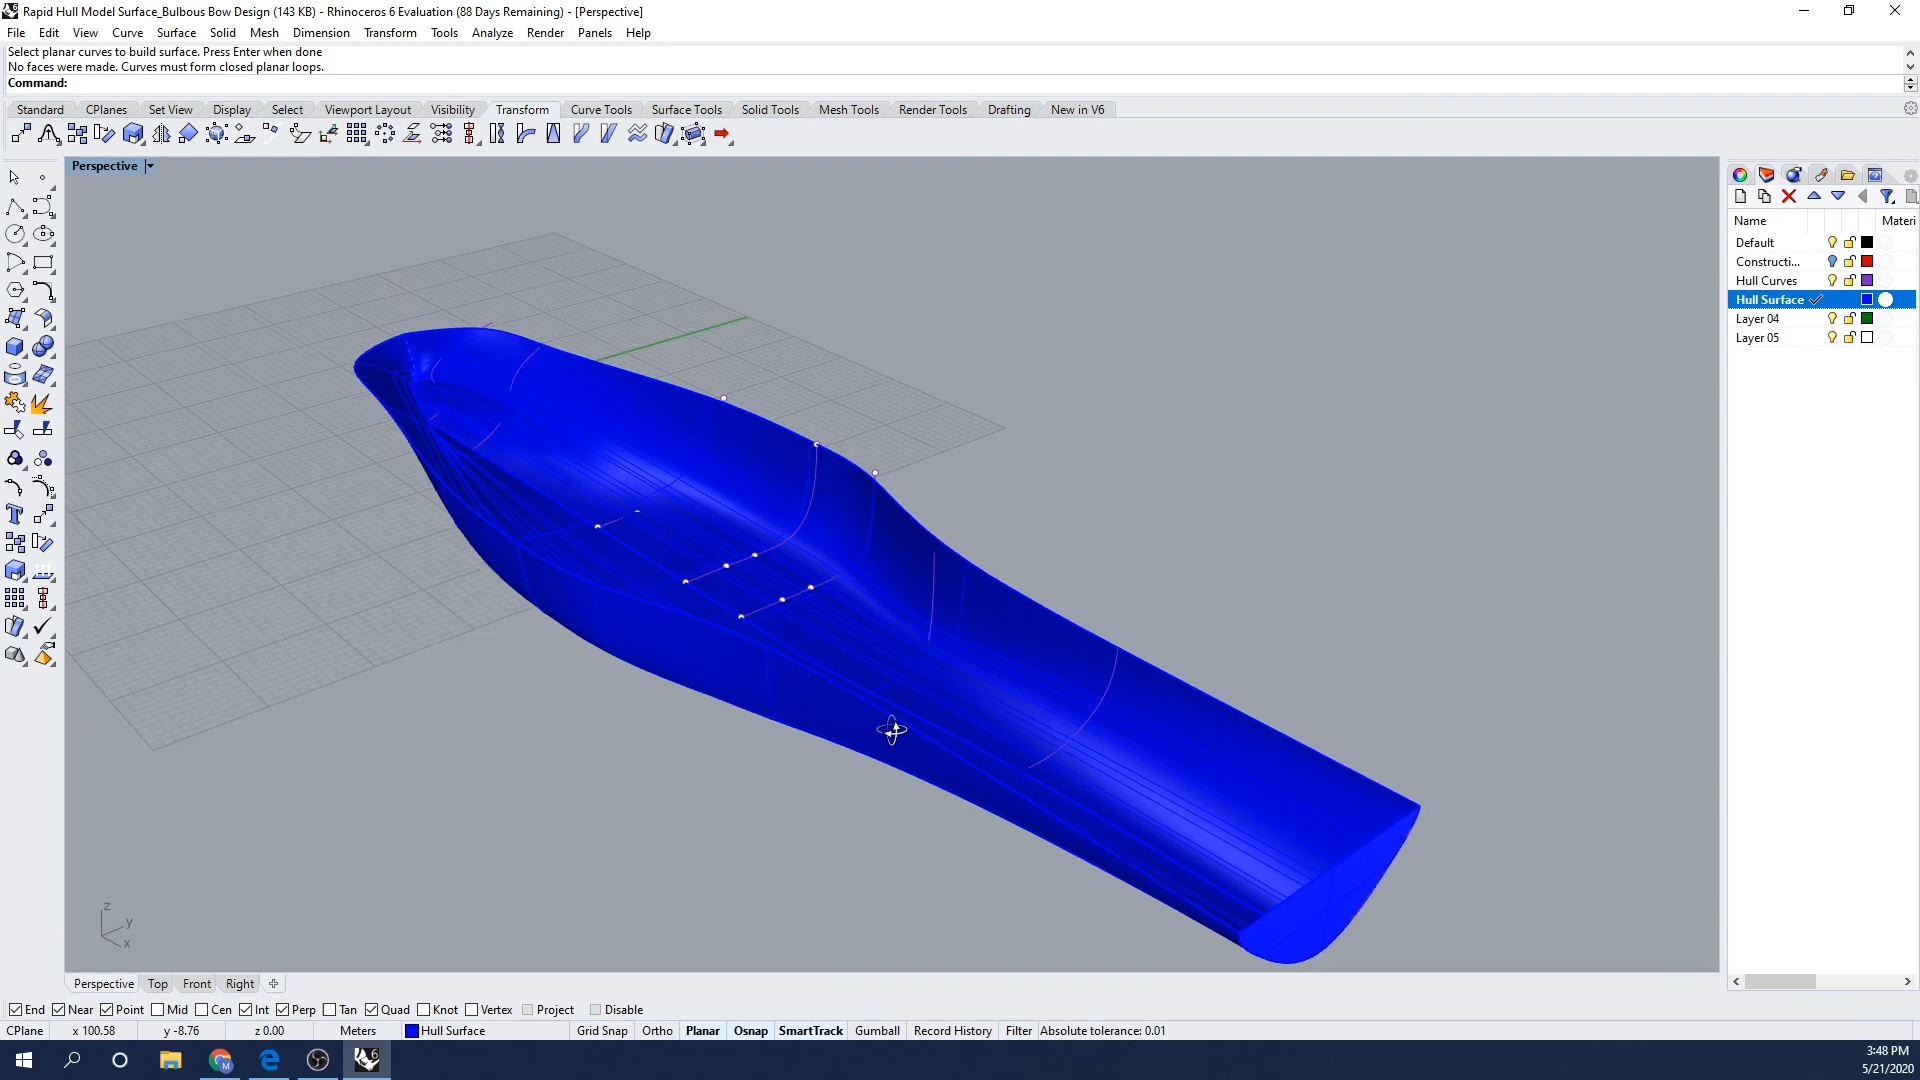 Rapid Hull Model Surface_Bulbous Bow Design (143 KB) - Rhinoceros 6 Evaluation (88 Days Remaining) - [Perspective]
File Edit View Curve Surface Solid Mesh Dimension Transform Tools Analyze Render Panels Help
Select planar curves to build surface. Press Enter when done
No faces were made. Curves must form closed planar loops.
Command:
Standard CPlanes Set View Display Select Viewport Layout Visibility Transform Curve Tools Surface Tools Solid Tools Mesh Tools Render Tools Drafting New in V6
Perspective
Name Materi
Default
Constructi...
Hull Curves
Hull Surface
Layer 04
Layer 05
z
y
x
Perspective Top Front Right
End Near Point Mid Cen Int Perp Tan Quad Knot Vertex Project Disable
CPlane x 100.58 y -8.76 z 0.00 Meters Hull Surface Grid Snap Ortho Planar Osnap SmartTrack Gumball Record History Filter Absolute tolerance: 0.01
3:48 PM
5/21/2020